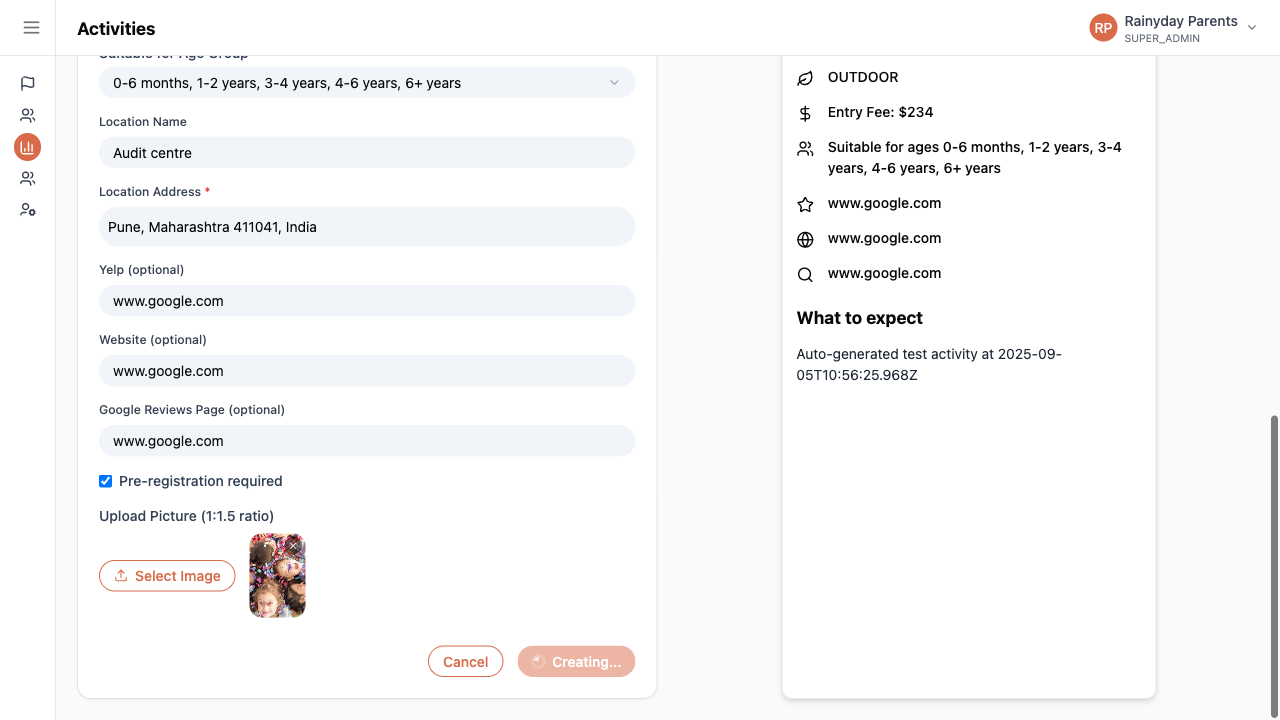 Activities
RP
Rainyday Parents
SUPER_ADMIN
Suitable for Age Group
0-6 months, 1-2 years, 3-4 years, 4-6 years, 6+ years
Location Name
Audit centre
Location Address *
Pune, Maharashtra 411041, India
Yelp (optional)
www.google.com
Website (optional)
www.google.com
Google Reviews Page (optional)
www.google.com
Pre-registration required
Upload Picture (1:1.5 ratio)
Select Image
Cancel
Creating...
OUTDOOR
Entry Fee: $234
Suitable for ages 0-6 months, 1-2 years, 3-4
years, 4-6 years, 6+ years
www.google.com
www.google.com
www.google.com
What to expect
Auto-generated test activity at 2025-09-
05T10:56:25.968Z